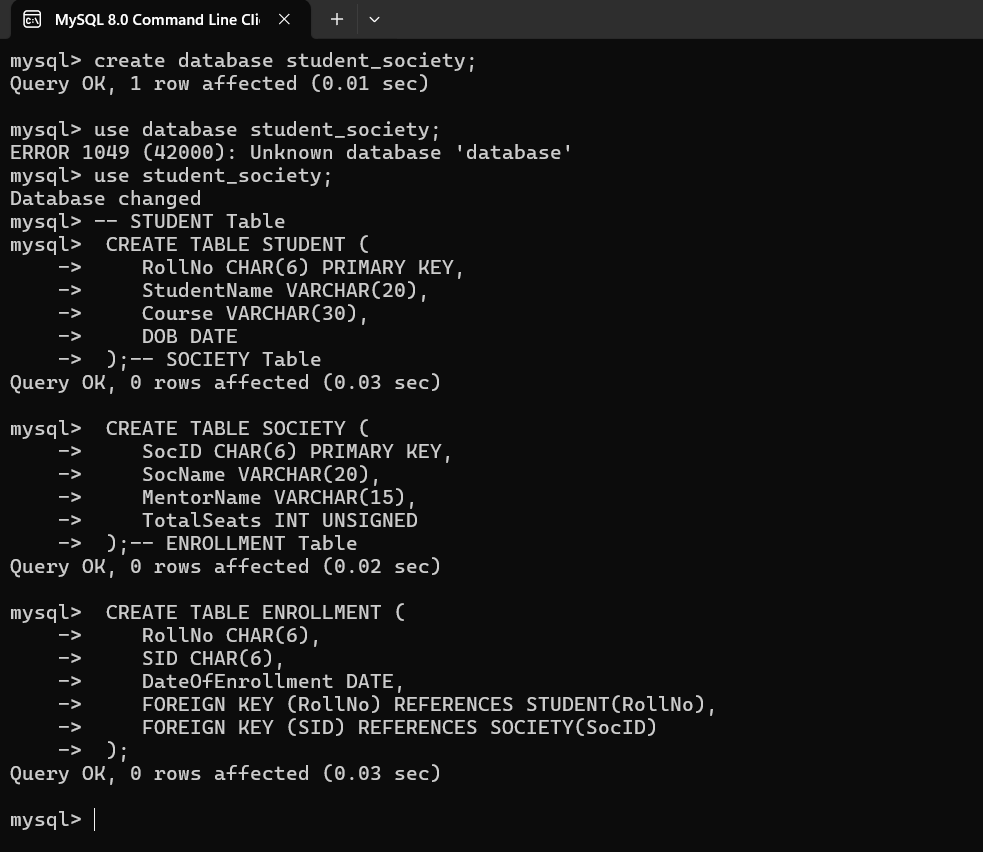 MySQL 8.0 Command Line Cli
mysql> create database student_society;
Query OK, 1 row affected (0.01 sec)

mysql> use database student_society;
ERROR 1049 (42000): Unknown database 'database'
mysql> use student_society;
Database changed
mysql> -- STUDENT Table
mysql>  CREATE TABLE STUDENT (
    ->     RollNo CHAR(6) PRIMARY KEY,
    ->     StudentName VARCHAR(20),
    ->     Course VARCHAR(30),
    ->     DOB DATE
    ->  );-- SOCIETY Table
Query OK, 0 rows affected (0.03 sec)

mysql>  CREATE TABLE SOCIETY (
    ->     SocID CHAR(6) PRIMARY KEY,
    ->     SocName VARCHAR(20),
    ->     MentorName VARCHAR(15),
    ->     TotalSeats INT UNSIGNED
    ->  );-- ENROLLMENT Table
Query OK, 0 rows affected (0.02 sec)

mysql>  CREATE TABLE ENROLLMENT (
    ->     RollNo CHAR(6),
    ->     SID CHAR(6),
    ->     DateOfEnrollment DATE,
    ->     FOREIGN KEY (RollNo) REFERENCES STUDENT(RollNo),
    ->     FOREIGN KEY (SID) REFERENCES SOCIETY(SocID)
    ->  );
Query OK, 0 rows affected (0.03 sec)

mysql>